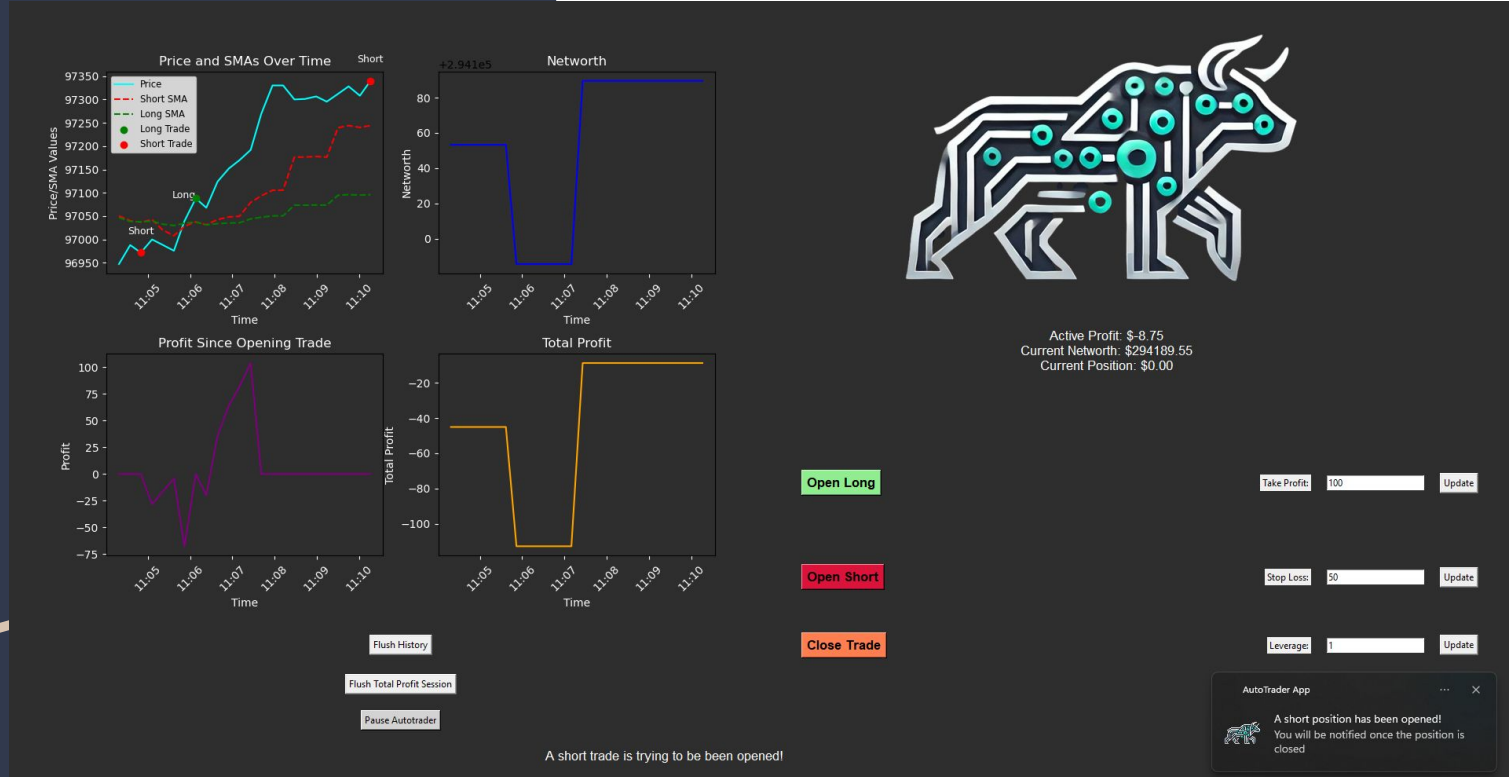 Price and SMAs Over Time
Short
97350
97300
97250
97200
97150
97100
97050
97000
96950
Price/SMA Values
Price
Short SMA
Long SMA
Long Trade
Short Trade
Long
Short
11:05
11:06
11:07
11:08
11:09
11:10
Time
Networth
+2.941e5
80
60
40
20
0
Networth
11:05
11:06
11:07
11:08
11:09
11:10
Time
Profit Since Opening Trade
100
75
50
25
0
−25
−50
−75
Profit
11:05
11:06
11:07
11:08
11:09
11:10
Time
Total Profit
−20
−40
−60
−80
−100
Total Profit
11:05
11:06
11:07
11:08
11:09
11:10
Time
Active Profit: $-8.75
Current Networth: $294189.55
Current Position: $0.00
Open Long
Take Profit: 100 Update
Open Short
Stop Loss: 50 Update
Close Trade
Leverage: 1 Update
Flush History
Flush Total Profit Session
Pause Autotrader
A short trade is trying to be been opened!
AutoTrader App
A short position has been opened!
You will be notified once the position is
closed